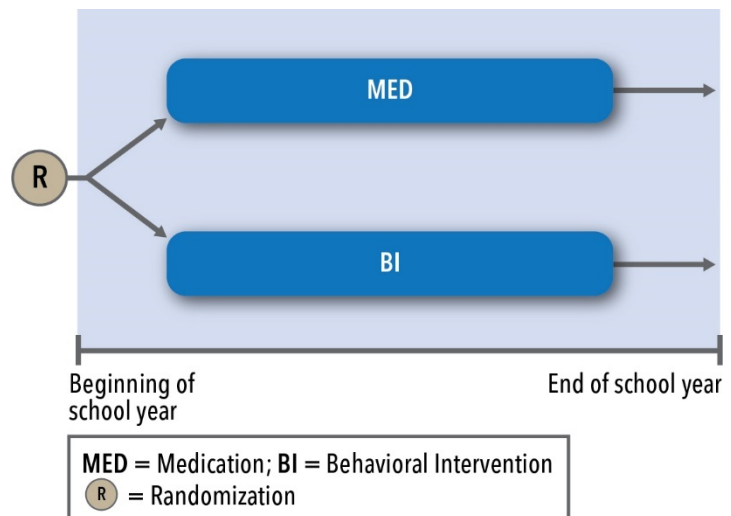 MED
R
BI
Beginning of
school year
End of school year
MED = Medication; BI = Behavioral Intervention
R = Randomization